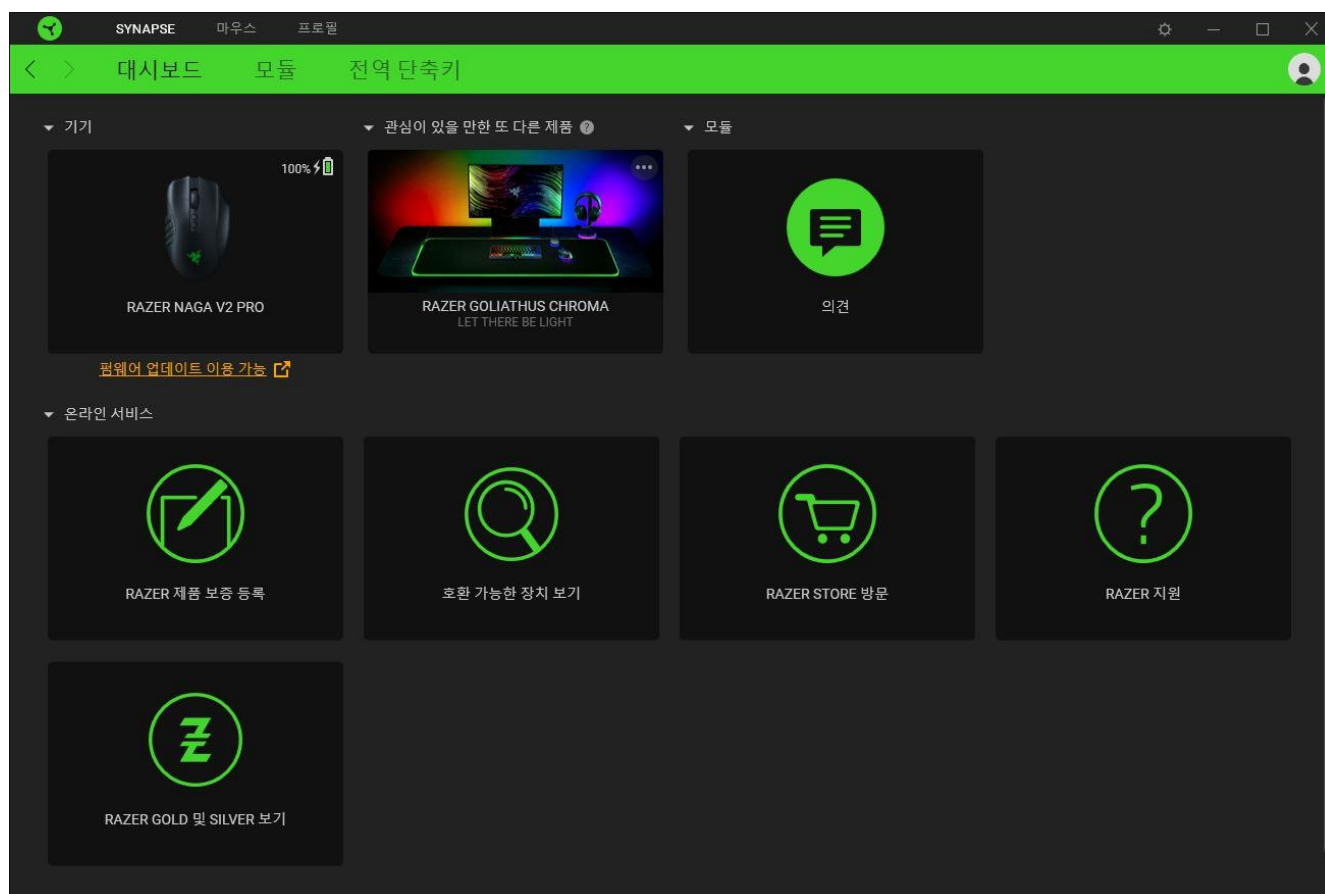 SYNAPSE 마우스 프로필
대시보드 모듈 전역 단축키
기기
100%
RAZER NAGA V2 PRO
펌웨어 업데이트 이용 가능
관심이 있을 만한 또 다른 제품 ?
RAZER GOLIATHUS CHROMA
LET THERE BE LIGHT
모듈
의견
온라인 서비스
RAZER 제품 보증 등록
호환 가능한 장치 보기
RAZER STORE 방문
?
RAZER 지원
RAZER GOLD 및 SILVER 보기